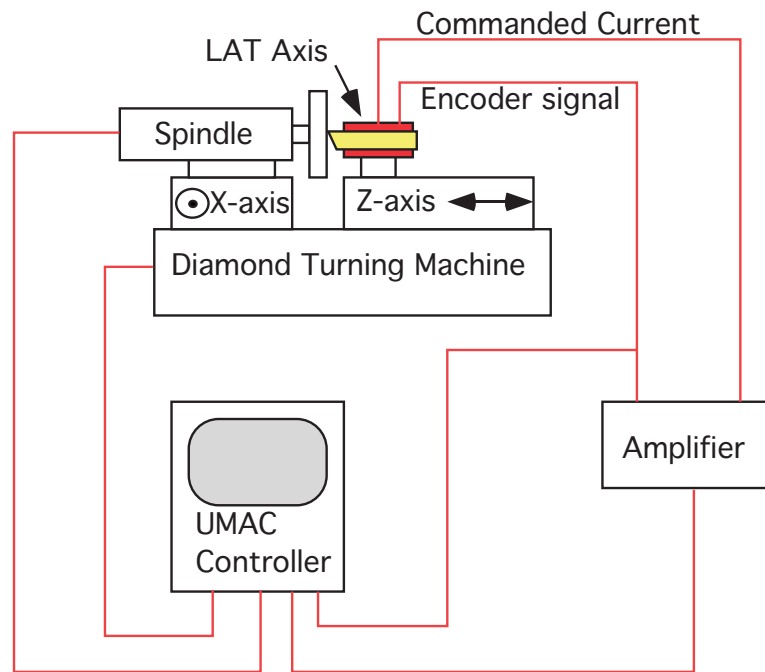 Commanded Current
LAT Axis
Encoder signal
Spindle
X-axis
Z-axis
Diamond Turning Machine
Amplifier
UMAC
Controller